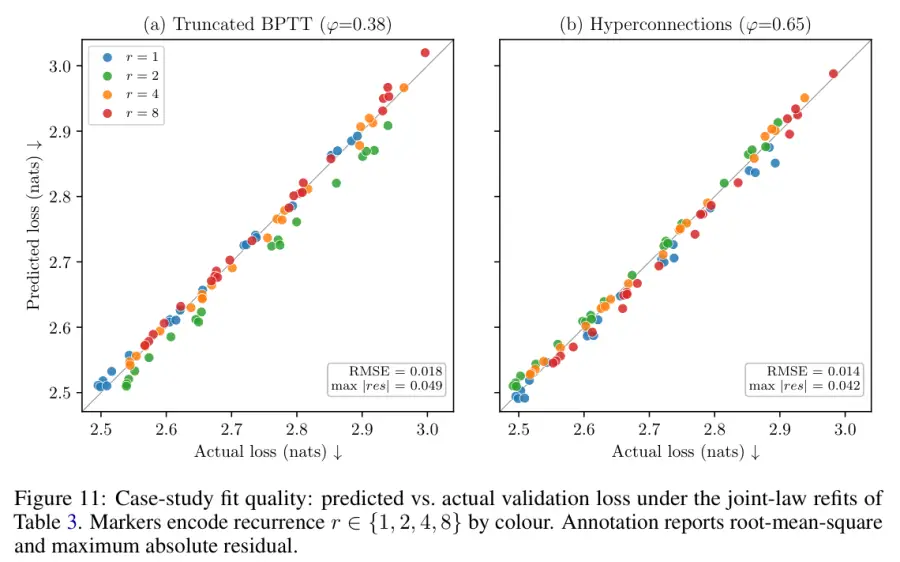 (a) Truncated BPTT (φ=0.38)
3.0
2.9
2.8
2.7
2.6
2.5
Predicted loss (nats) ↓
r = 1
r = 2
r = 4
r = 8
RMSE = 0.018
max |res| = 0.049
2.5 2.6 2.7 2.8 2.9 3.0
Actual loss (nats) ↓
(b) Hyperconnections (φ=0.65)
RMSE = 0.014
max |res| = 0.042
2.5 2.6 2.7 2.8 2.9 3.0
Actual loss (nats) ↓
Figure 11: Case-study fit quality: predicted vs. actual validation loss under the joint-law refits of
Table 3. Markers encode recurrence r ∈ {1, 2, 4, 8} by colour. Annotation reports root-mean-square
and maximum absolute residual.